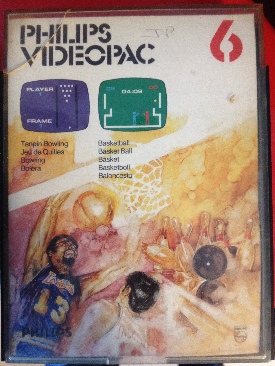 PHILIPS
VIDEOPAC
6
PLAYER
FRAME
04:09
Tenpin Bowling
Jeu de Quilles
Bowling
Bolera
Basketball
Basket Ball
Basket
Basketboll
Baloncesto
13
PHILIPS